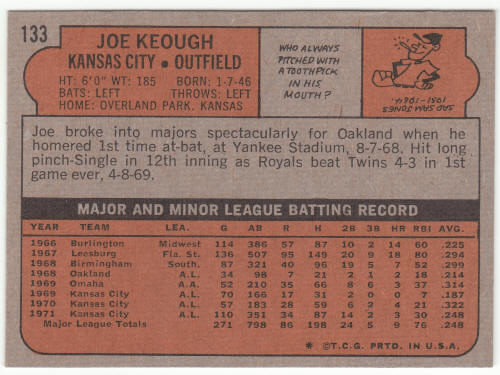 133
JOE KEOUGH
KANSAS CITY • OUTFIELD
HT: 6'0" WT: 185 BORN: 1-7-46
BATS: LEFT THROWS: LEFT
HOME: OVERLAND PARK, KANSAS
WHO ALWAYS
PITCHED WITH
A TOOTHPICK
IN HIS
MOUTH?
SAD SAM JONES
1951-1964.
Joe broke into majors spectacularly for Oakland when he
homered 1st time at-bat, at Yankee Stadium, 8-7-68. Hit long
pinch-Single in 12th inning as Royals beat Twins 4-3 in 1st
game ever, 4-8-69.
MAJOR AND MINOR LEAGUE BATTING RECORD
YEAR TEAM LEA. G AB R H 2B 3B HR RBI AVG.
1966 Burlington Midwest 114 386 57 87 10 2 14 60 .225
1967 Leesburg Fla. St. 136 507 95 149 20 9 18 80 .294
1968 Birmingham South. 87 321 40 96 19 5 7 52 .299
1968 Oakland A.L. 34 98 7 21 2 1 2 18 .214
1969 Omaha A.A. 52 210 35 66 8 6 3 37 .314
1969 Kansas City A.L. 70 166 17 31 2 0 0 7 .187
1970 Kansas City A.L. 57 183 28 59 6 2 4 21 .322
1971 Kansas City A.L. 110 351 34 87 14 2 3 30 .248
Major League Totals 271 798 86 198 24 5 9 76 .248
* © T.C.G. PRTD. IN U.S.A.